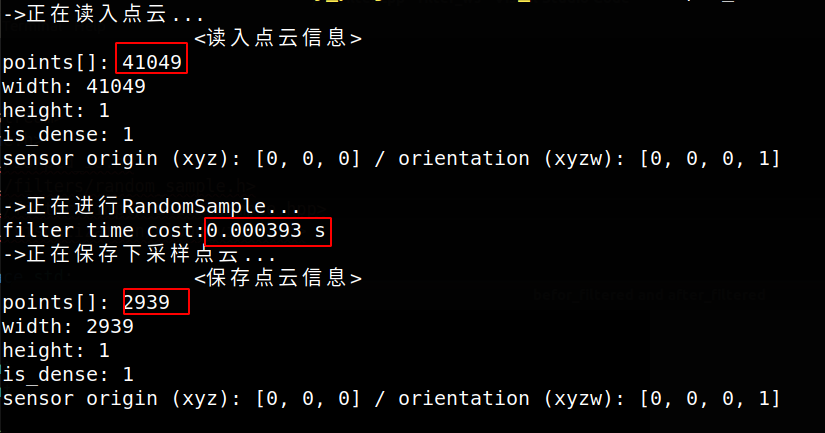 ->正在读入点云...
<读入点云信息>
points[]: 41049
width: 41049
height: 1
is_dense: 1
sensor origin (xyz): [0, 0, 0] / orientation (xyzw): [0, 0, 0, 1]
->正在进行RandomSample...
filter time cost:0.000393 s
->正在保存下采样点云...
<保存点云信息>
points[]: 2939
width: 2939
height: 1
is_dense: 1
sensor origin (xyz): [0, 0, 0] / orientation (xyzw): [0, 0, 0, 1]